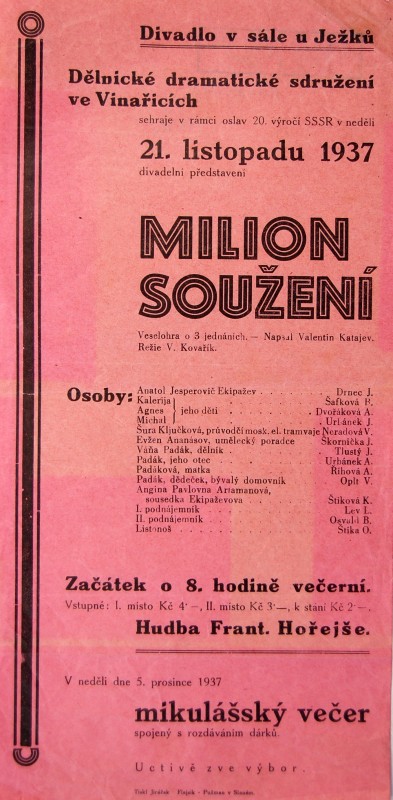 Divadlo v sále u Ježků
Dělnické dramatické sdružení
ve Vinařicích
sehraje v rámci oslav 20. výročí SSSR v neděli
21. listopadu 1937
divadelní představení
MILION
SOUŽENÍ
Veselohra o 3 jednáních. — Napsal Valentin Katajev.
Režie V. Kovařík.
Osoby:
Anatol Jesperovič Ekipažev . . . . . . . . Drnec J.
Kalerija } Šafková B.
Agnes } jeho děti . . . . . . . . Dvořáková A.
Michal } Urbánek J.
Šura Ključková, průvodčí mosk. el. tramvaje Neradová V.
Evžen Ananásov, umělecký poradce . Škornička J.
Váňa Padák, dělník . . . . . . . . Tlustý J.
Padák, jeho otec . . . . . . . . Urbánek A.
Padáková, matka . . . . . . . . Říhová A.
Padák, dědeček, bývalý domovník . Oplt V.
Angina Pavlovna Artamanová,
sousedka Ekipaževova . . . . . . Štiková K.
I. podnájemník . . . . . . . . Lev L.
II. podnájemník . . . . . . . . Osvald B.
Listonoš . . . . . . . . Štika O.
Začátek o 8. hodině večerní.
Vstupné: I. místo Kč 4·—, II. místo Kč 3·—, k stání Kč 2·—.
Hudba Frant. Hořejše.
V neděli dne 5. prosince 1937
mikulášský večer
spojený s rozdáváním dárků.
Uctivě zve výbor.
Tiskl Jiráček